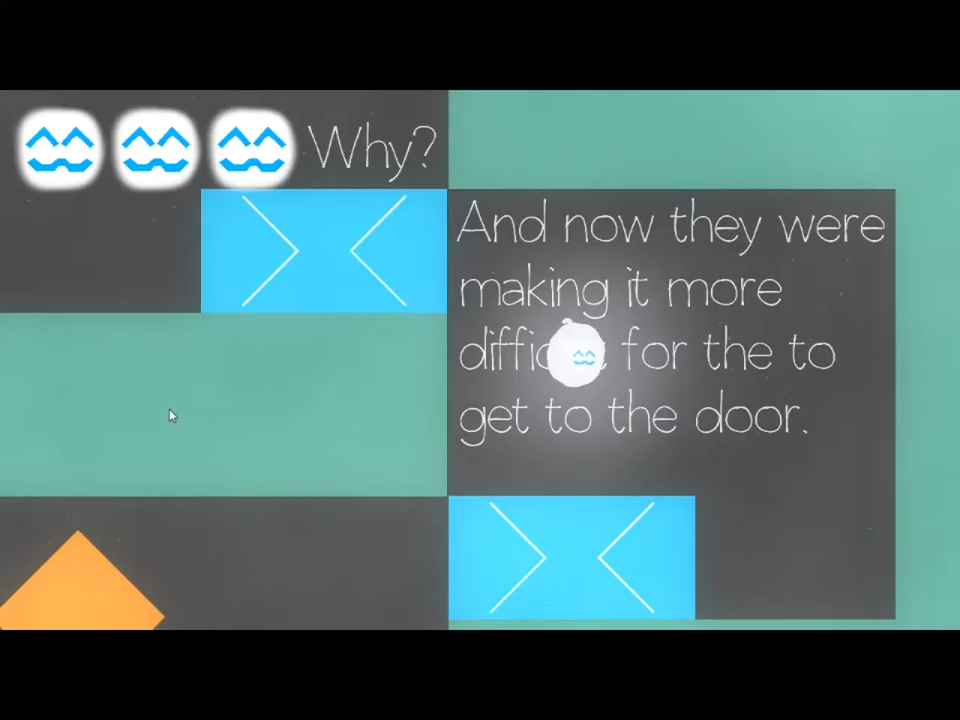 Why?
And now they were
making it more
for the to
get to the door.